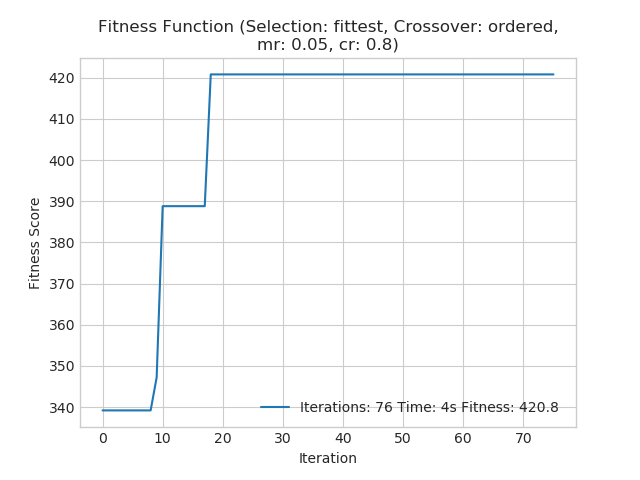 Fitness Function (Selection: fittest, Crossover: ordered,
mr: 0.05, cr: 0.8)
Fitness Score
420
410
400
390
380
370
360
350
340
Iterations: 76 Time: 4s Fitness: 420.8
0 10 20 30 40 50 60 70
Iteration